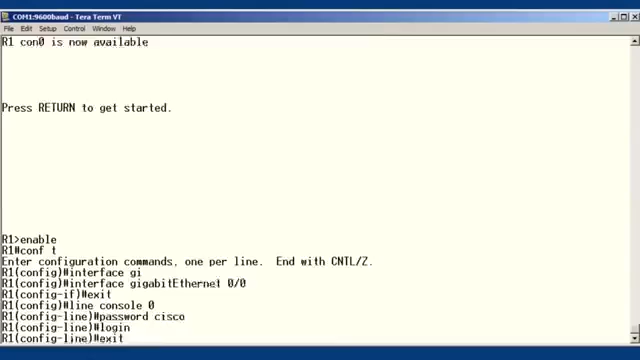 COM1:9600baud - Tera Term VT
File Edit Setup Control Window Help
R1 con0 is now available
Press RETURN to get started.
R1>enable
R1#conf t
Enter configuration commands, one per line.  End with CNTL/Z.
R1(config)#interface gi
R1(config)#interface gigabitEthernet 0/0
R1(config-if)#exit
R1(config)#line console 0
R1(config-line)#password cisco
R1(config-line)#login
R1(config-line)#exit